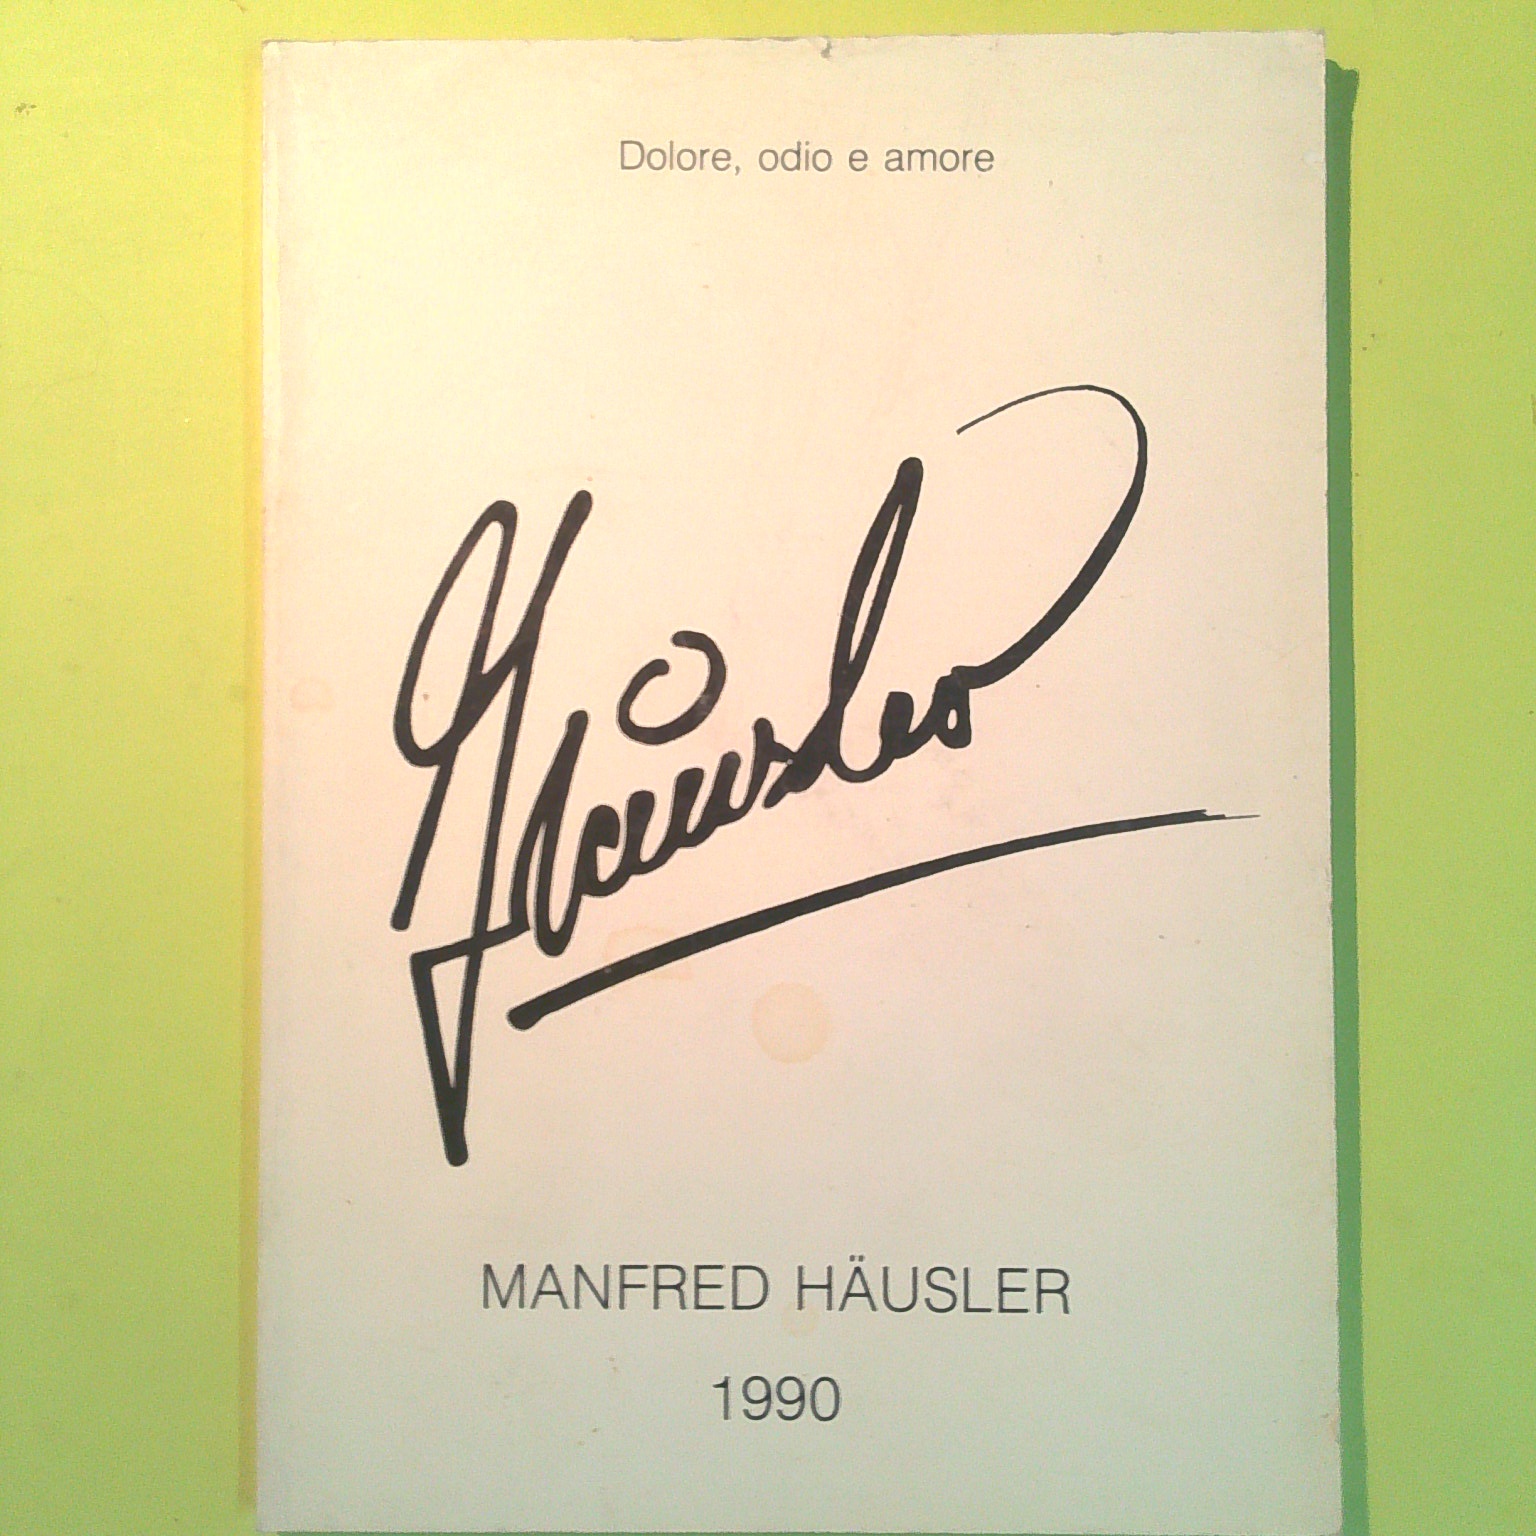 Dolore, odio e amore
Häusler
MANFRED HÄUSLER
1990